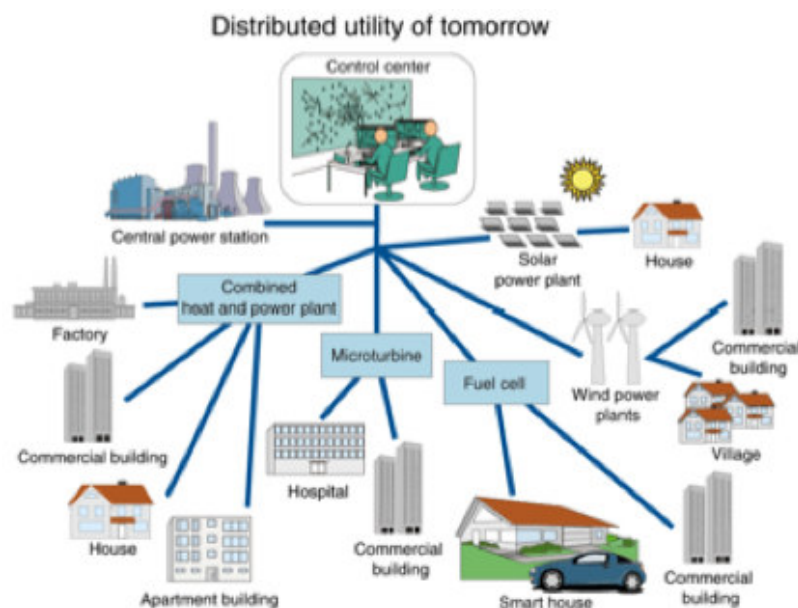 Distributed utility of tomorrow
Control center
Central power station
Solar
power plant
House
Combined
heat and power plant
Factory
Microturbine
Fuel cell
Wind power
plants
Commercial
building
Commercial building
Hospital
Village
House
Commercial
building
Apartment building
Smart house
Commercial
building